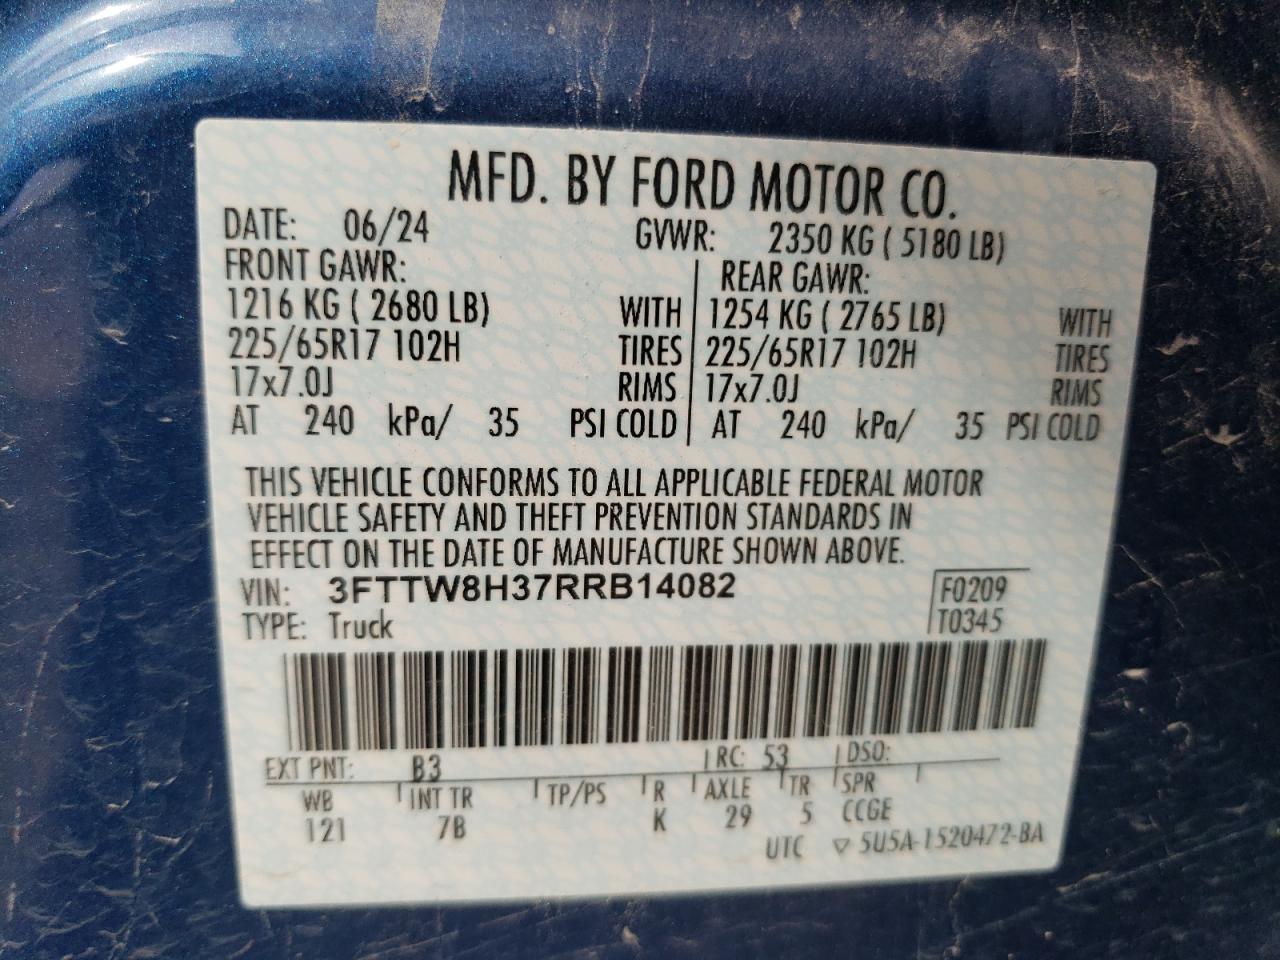 MFD. BY FORD MOTOR CO.
DATE: 06/24 GVWR: 2350 KG ( 5180 LB)
FRONT GAWR: REAR GAWR:
1216 KG ( 2680 LB) WITH 1254 KG ( 2765 LB) WITH
225/65R17 102H TIRES 225/65R17 102H TIRES
17x7.0J RIMS 17x7.0J RIMS
AT 240 kPa/ 35 PSI COLD AT 240 kPa/ 35 PSI COLD
THIS VEHICLE CONFORMS TO ALL APPLICABLE FEDERAL MOTOR
VEHICLE SAFETY AND THEFT PREVENTION STANDARDS IN
EFFECT ON THE DATE OF MANUFACTURE SHOWN ABOVE.
VIN: 3FTTW8H37RRB14082 F0209
TYPE: Truck T0345
EXT PNT: B3 RC: 53 DSO:
WB INT TR TP/PS R AXLE TR SPR
121 7B K 29 5 CCGE
UTC ▽ 5U5A-1520472-BA